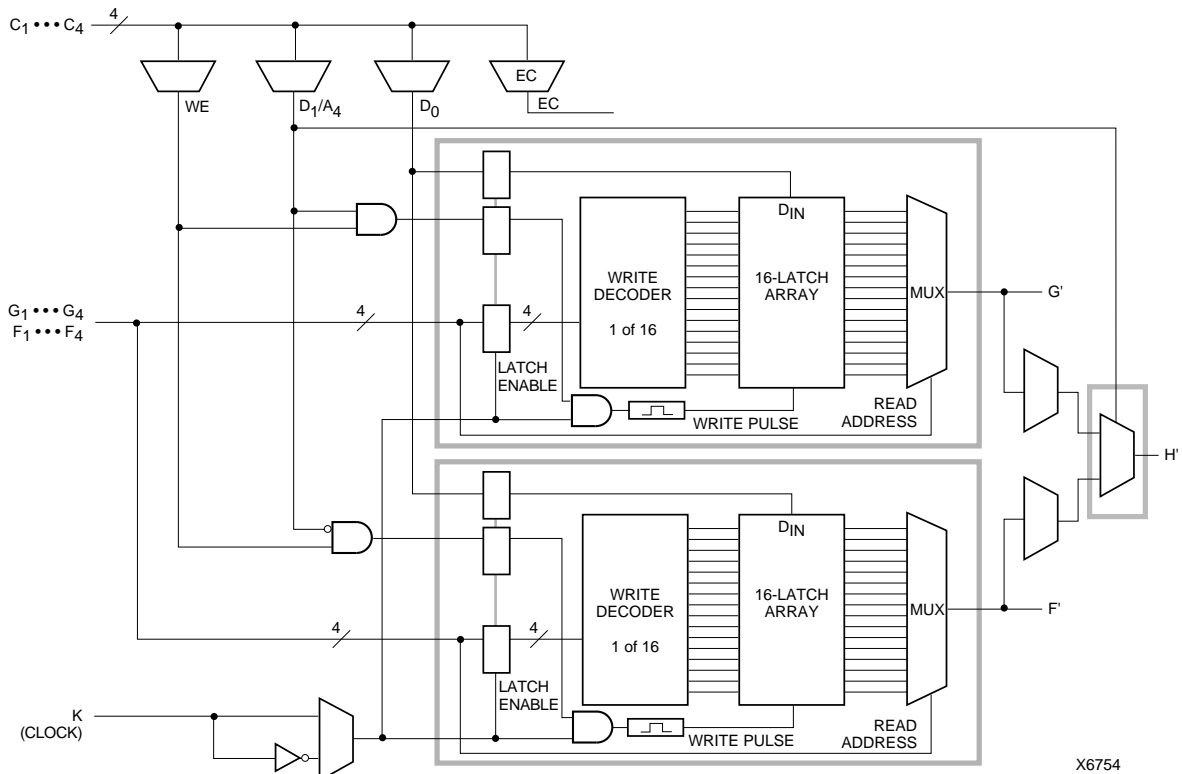 C1 ••• C4
4
WE
D1/A4
D0
EC
EC
DIN
WRITE
DECODER
1 of 16
16-LATCH
ARRAY
MUX
G'
G1 ••• G4
F1 ••• F4
4
4
LATCH
ENABLE
WRITE PULSE
READ
ADDRESS
H'
DIN
WRITE
DECODER
1 of 16
16-LATCH
ARRAY
MUX
F'
4
4
LATCH
ENABLE
WRITE PULSE
READ
ADDRESS
K
(CLOCK)
X6754